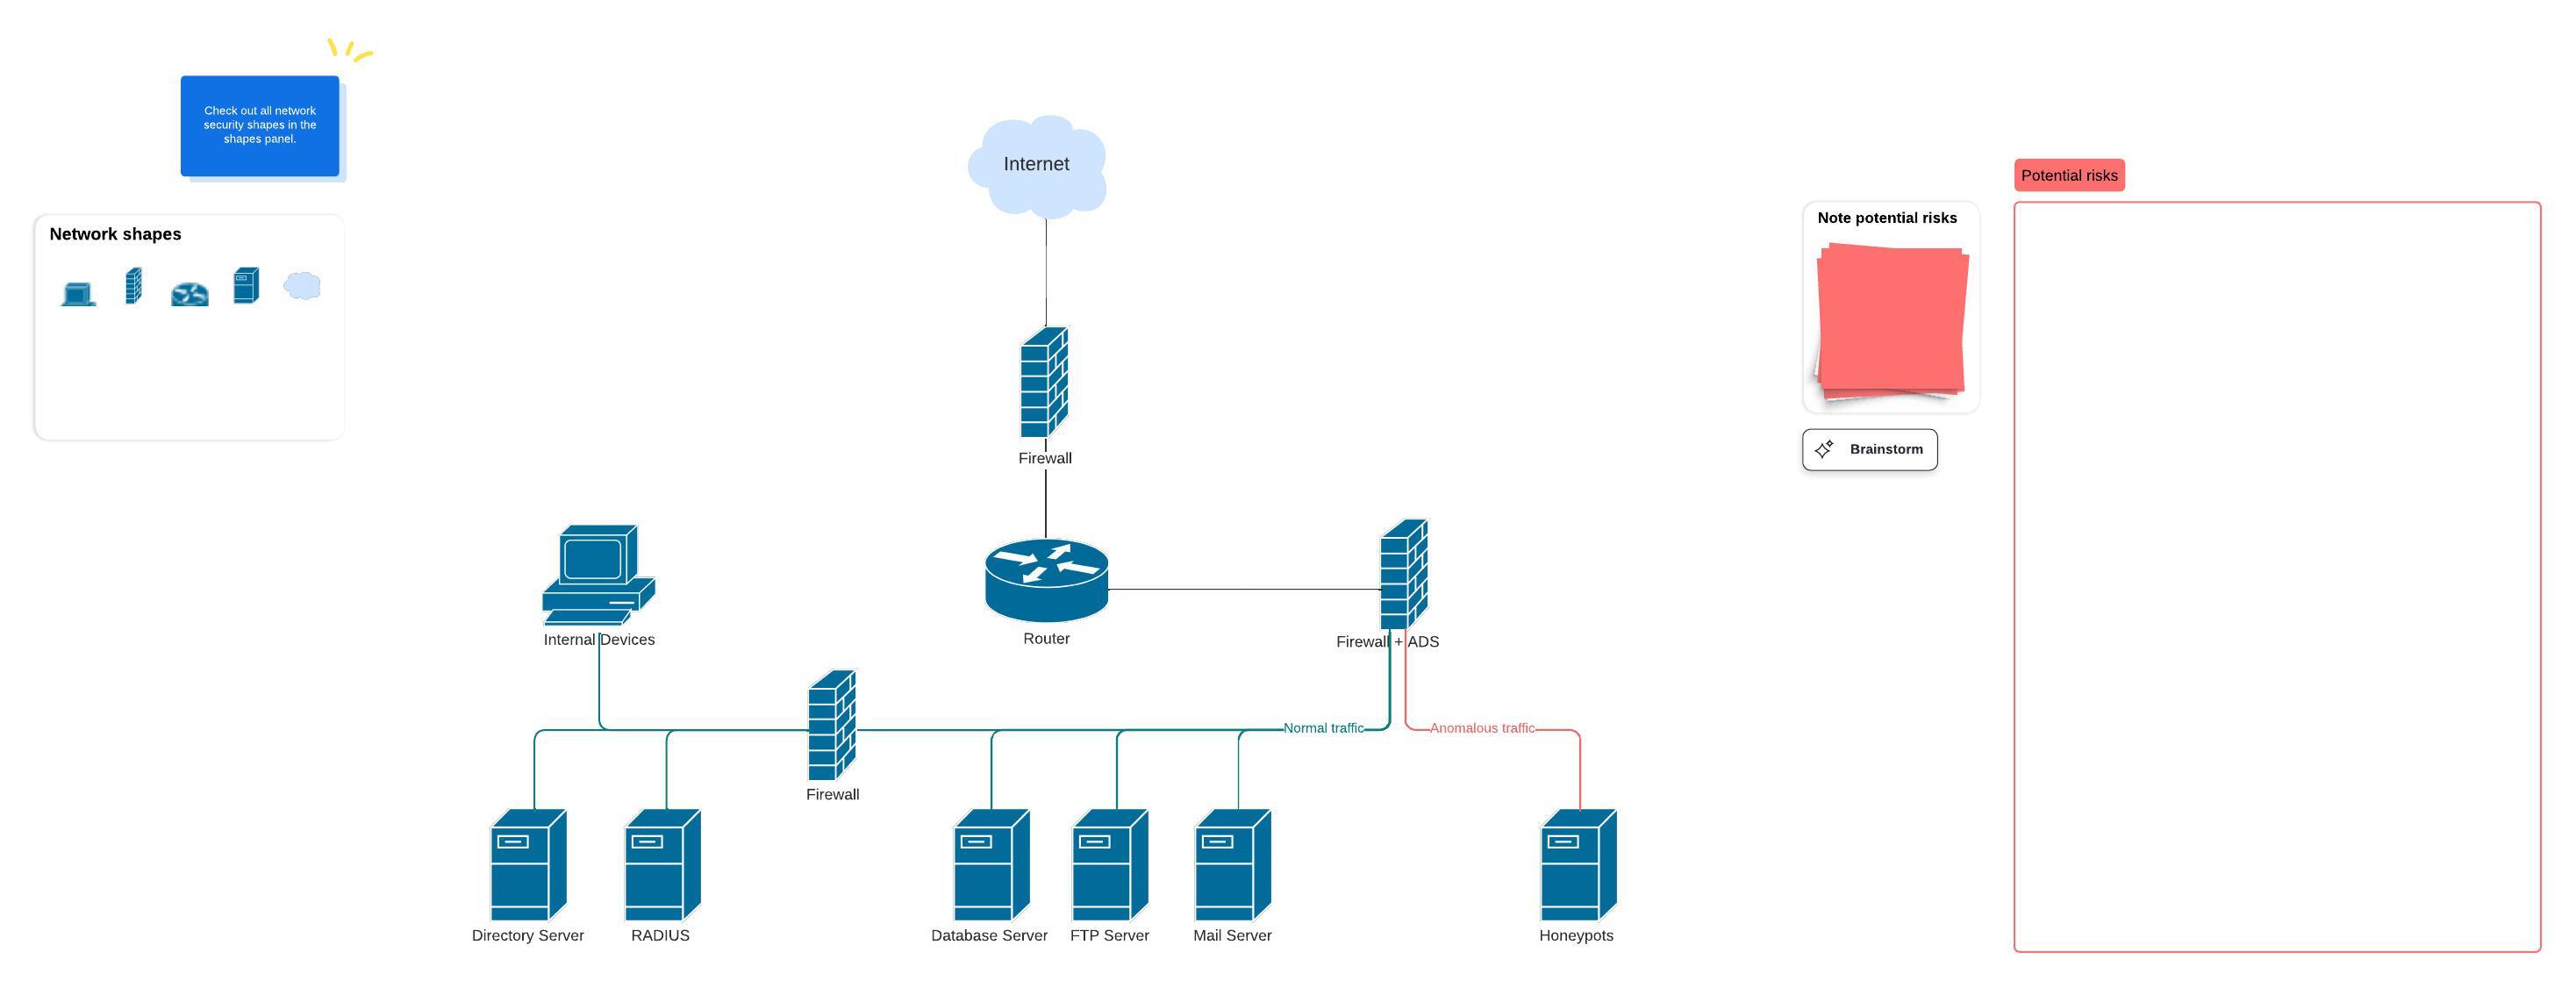 Check out all network
security shapes in the
shapes panel.
Network shapes
Internet
Firewall
Internal Devices
Router
Firewall + ADS
Firewall
Normal traffic
Anomalous traffic
Directory Server
RADIUS
Database Server
FTP Server
Mail Server
Honeypots
Note potential risks
Brainstorm
Potential risks